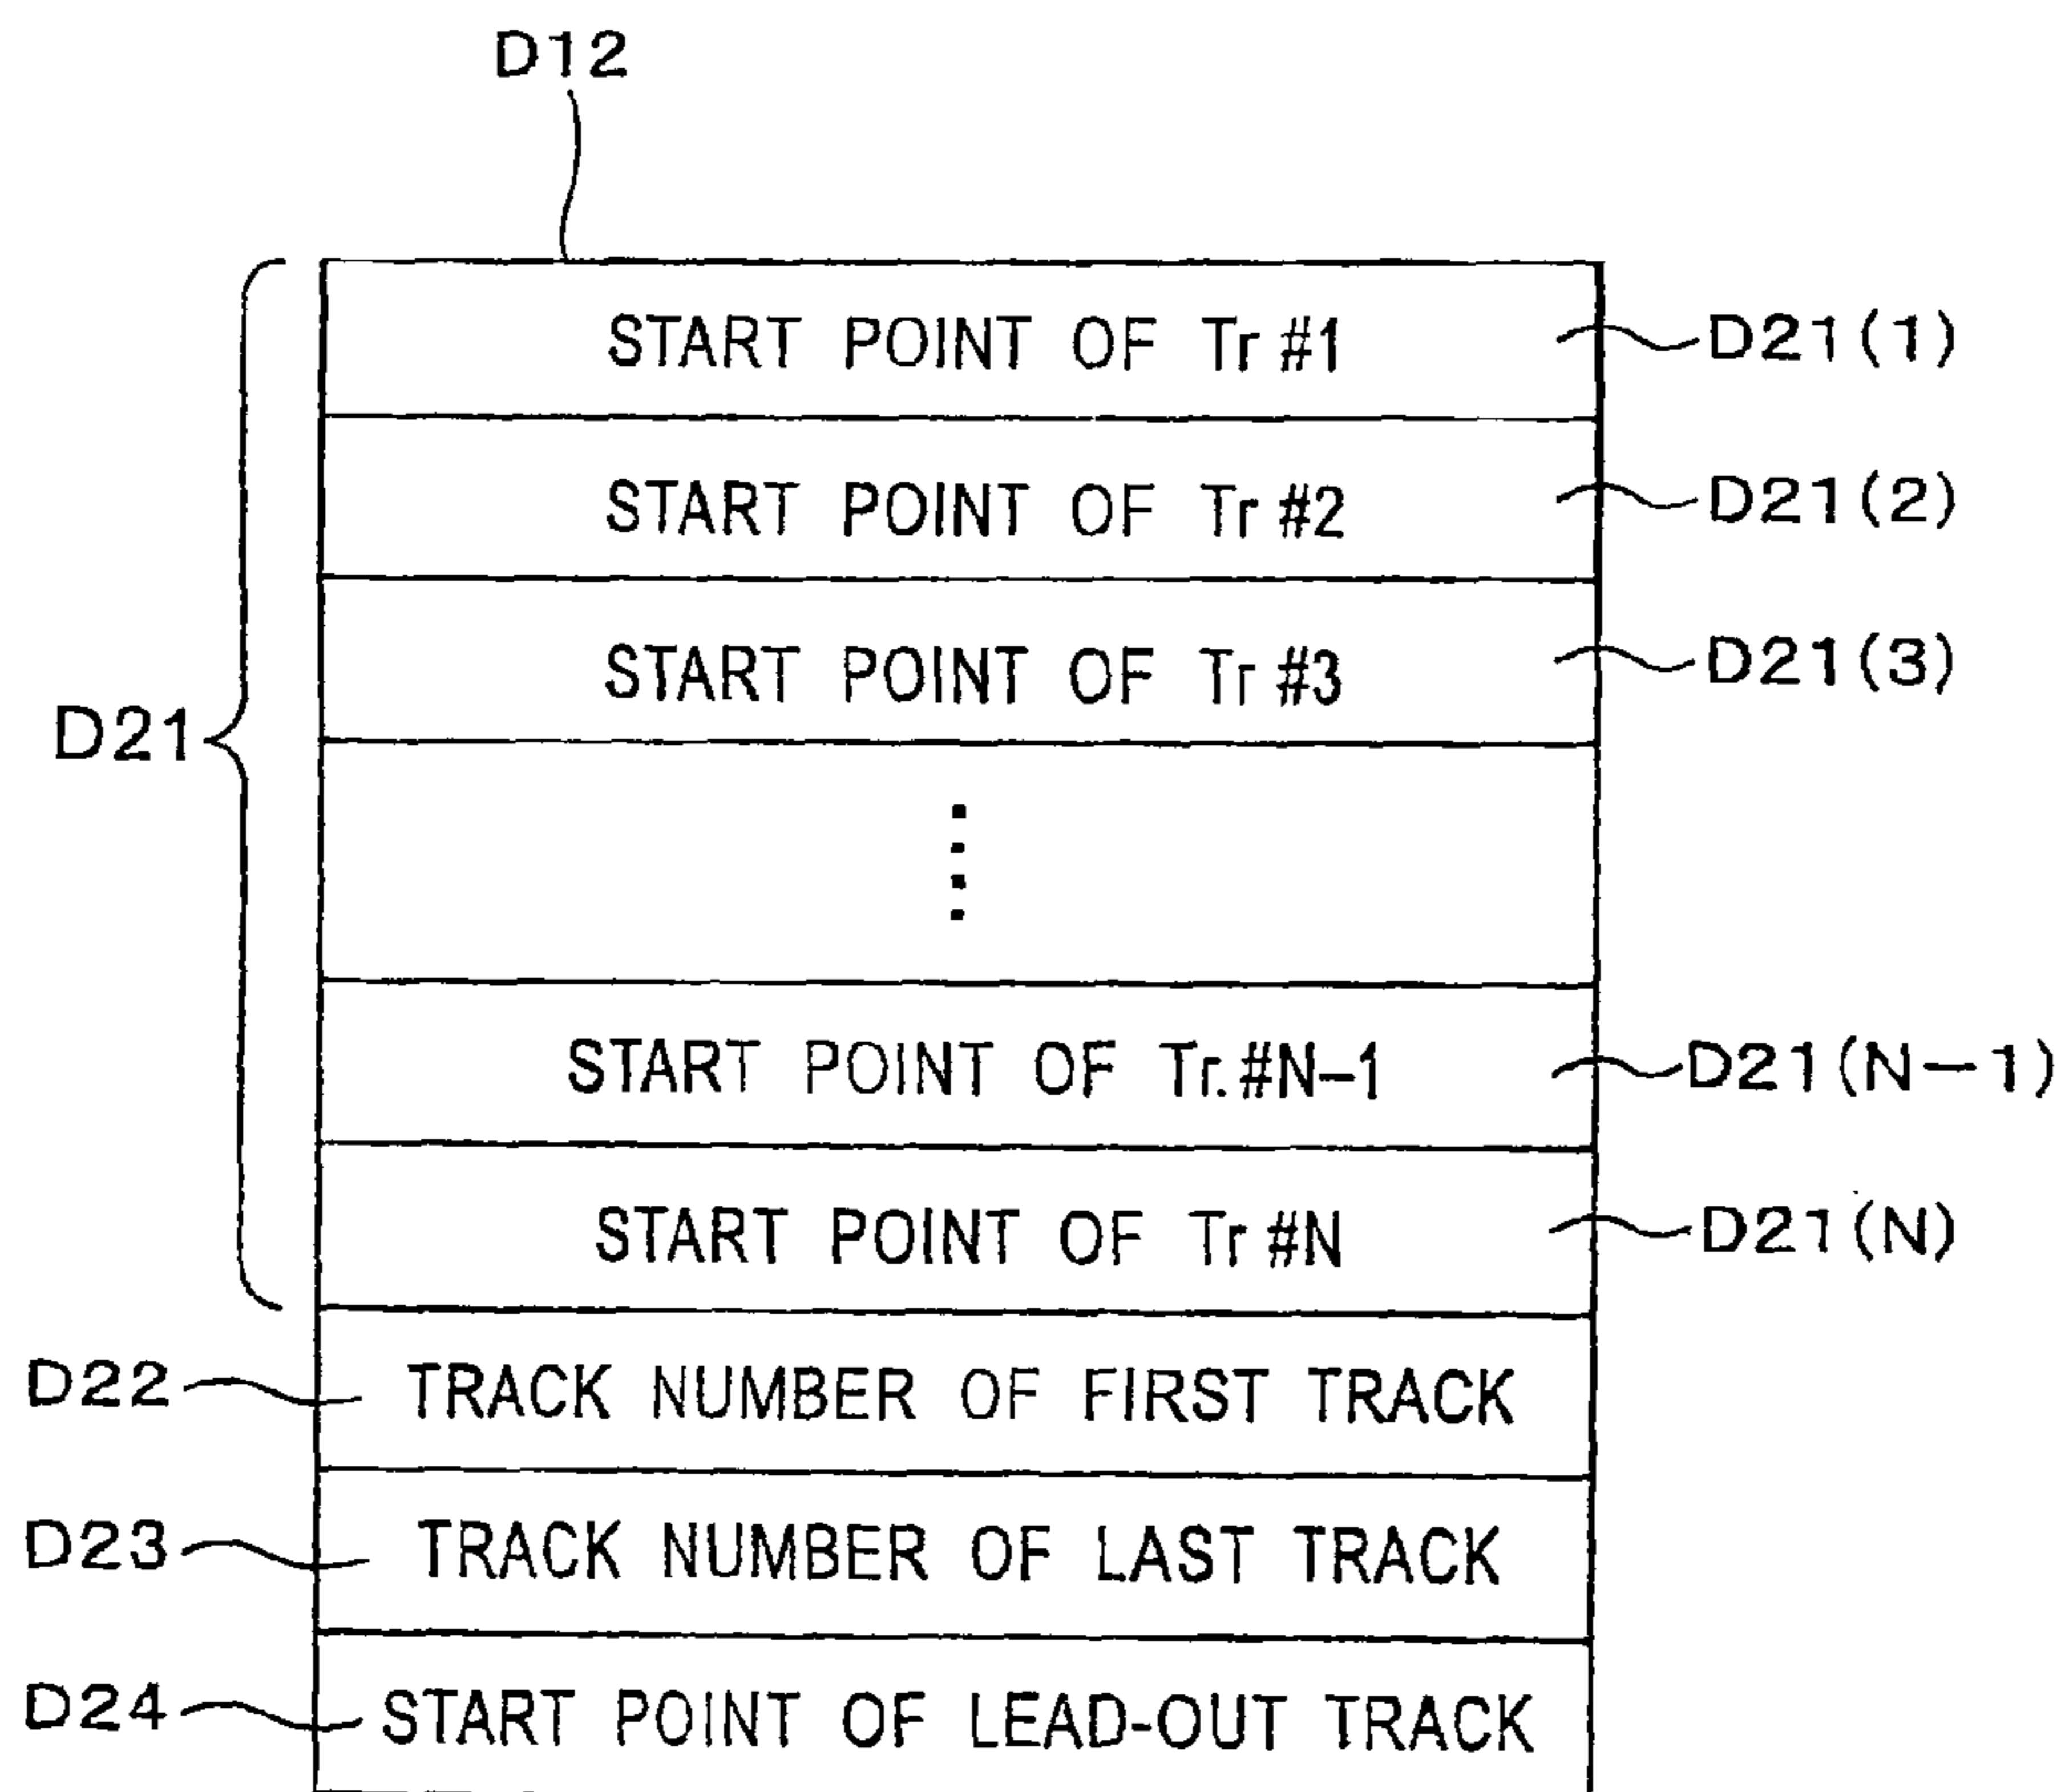 D12
START POINT OF Tr #1 D21(1)
START POINT OF Tr #2 D21(2)
START POINT OF Tr #3 D21(3)
D21
START POINT OF Tr. #N-1 D21(N-1)
START POINT OF Tr #N D21(N)
D22 TRACK NUMBER OF FIRST TRACK
D23 TRACK NUMBER OF LAST TRACK
D24 START POINT OF LEAD-OUT TRACK